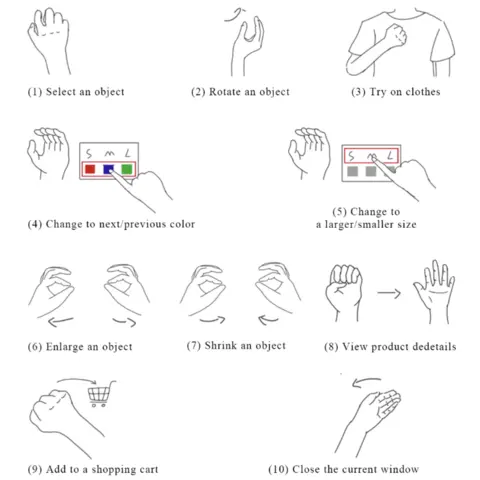 (1) Select an object
(2) Rotate an object
(3) Try on clothes
S M L
(4) Change to next/previous color
S M L
(5) Change to
a larger/smaller size
(6) Enlarge an object
(7) Shrink an object
(8) View product dedetails
(9) Add to a shopping cart
(10) Close the current window